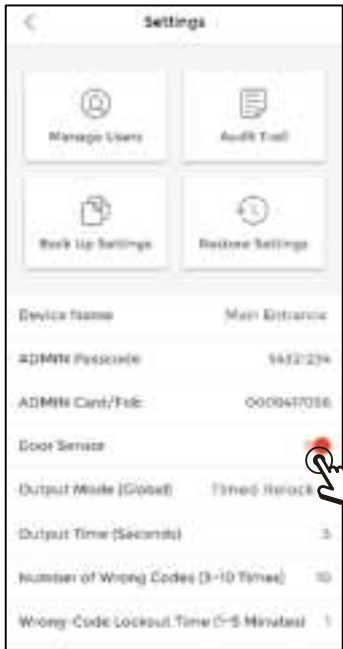 Settings
Manage Users
Audit Trail
Back Up Settings
Restore Settings
Device Name
Main Entrance
ADMIN Passcode
ADMIN Card/Fob
Door Sensor
Output Mode (Global)
Timed Relock
Output Time (Seconds)
Number of Wrong Codes (3~10 Times) 10
Wrong-Code Lockout Time (1~5 Minutes) 1